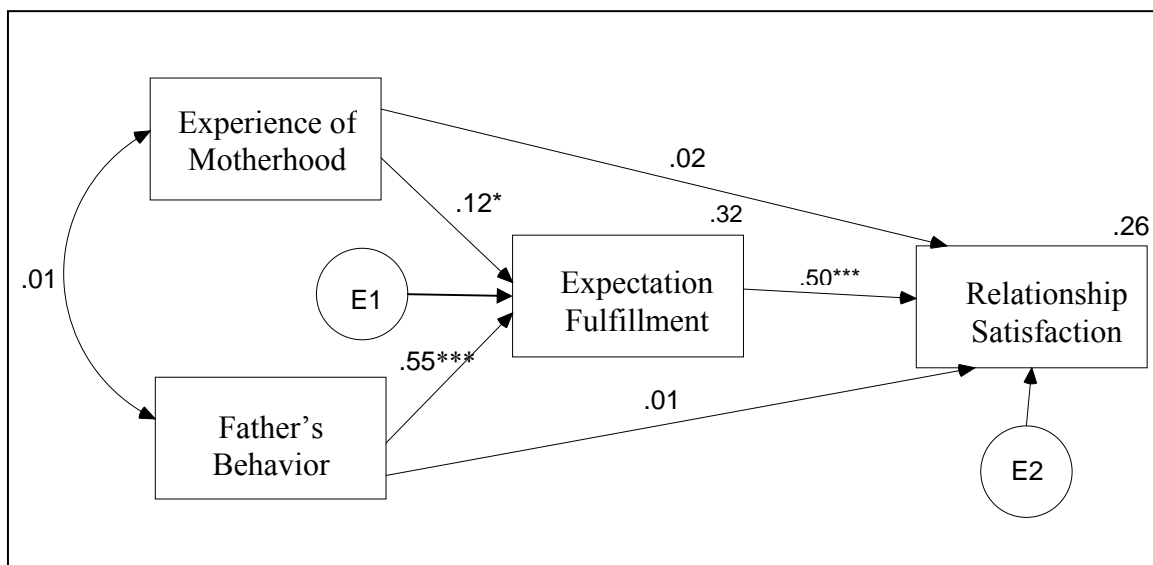 Experience of
Motherhood
.02
.12*
.32
.26
.01
E1
Expectation
Fulfillment
.50***
Relationship
Satisfaction
.55***
.01
Father’s
Behavior
E2